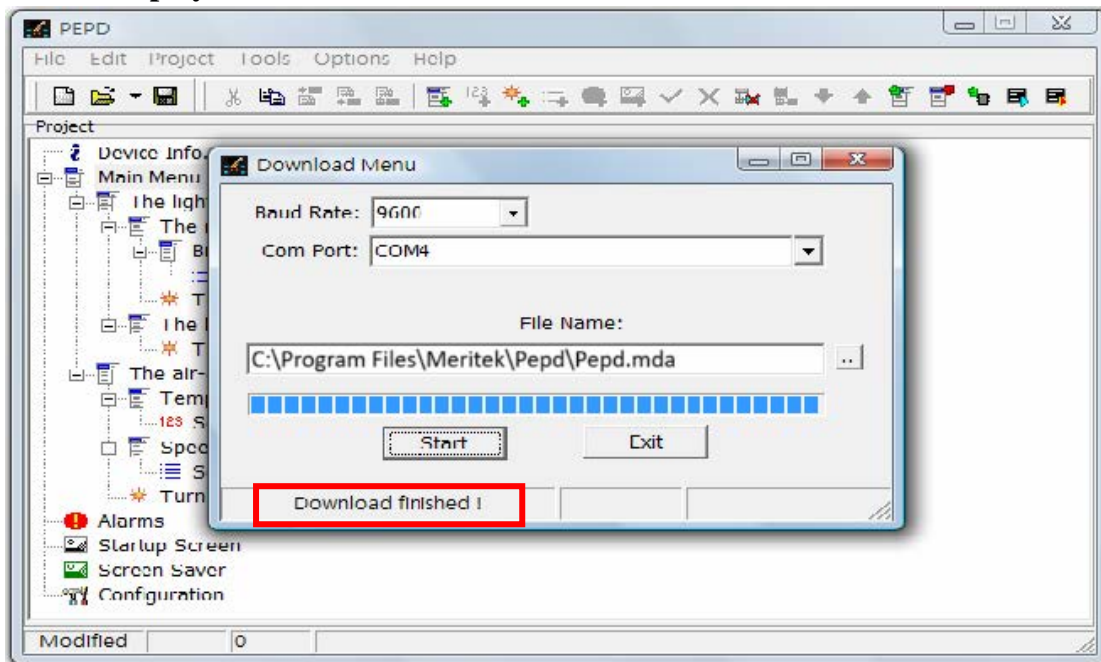 PEPD
File Edit Project Tools Options Help
Project
Device Info.
Main Menu
The ligh
The
B
T
The
T
The air-
Tem
123 S
Spee
S
Turn
Alarms
Startup Screen
Screen Saver
Configuration
Download Menu
Baud Rate: 9600
Com Port: COM4
File Name:
C:\Program Files\Meritek\Pepd\Pepd.mda
..
Start Exit
Download finished !
Modified 0